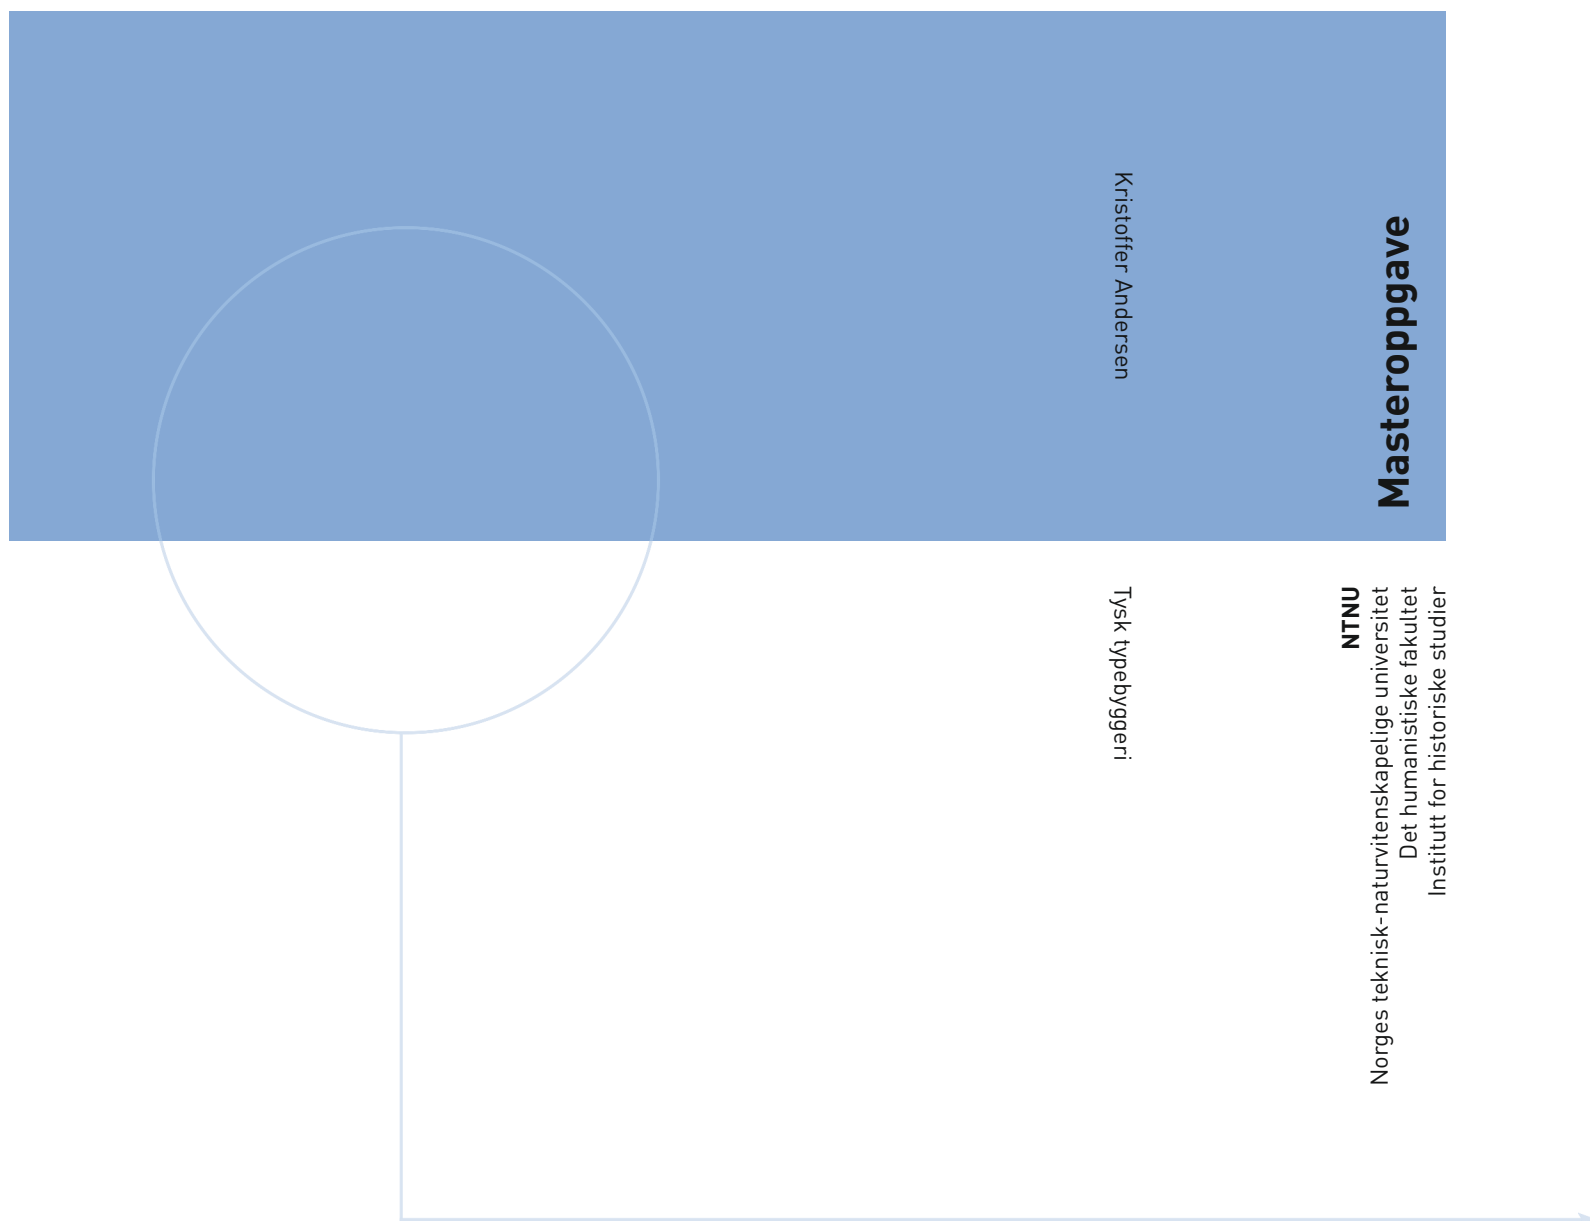 Kristoffer Andersen
Tysk typebyggeri
Masteroppgave
NTNU
Norges teknisk-naturvitenskapelige universitet
Det humanistiske fakultet
Institutt for historiske studier